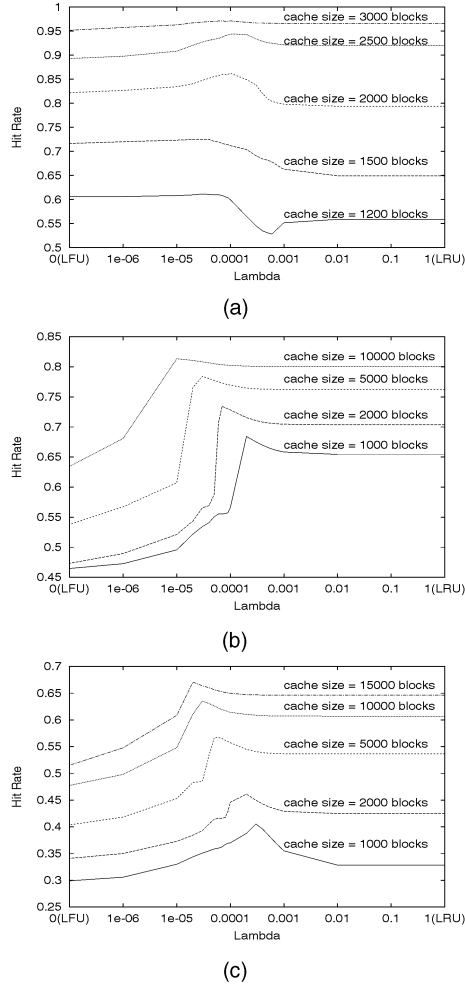 1
0.95
0.9
0.85
0.8
0.75
0.7
0.65
0.6
0.55
0.5
Hit Rate
cache size = 3000 blocks
cache size = 2500 blocks
cache size = 2000 blocks
cache size = 1500 blocks
cache size = 1200 blocks
0(LFU) 1e-06 1e-05 0.0001 0.001 0.01 0.1 1(LRU)
Lambda
(a)
0.85
0.8
0.75
0.7
0.65
0.6
0.55
0.5
0.45
Hit Rate
cache size = 10000 blocks
cache size = 5000 blocks
cache size = 2000 blocks
cache size = 1000 blocks
0(LFU) 1e-06 1e-05 0.0001 0.001 0.01 0.1 1(LRU)
Lambda
(b)
0.7
0.65
0.6
0.55
0.5
0.45
0.4
0.35
0.3
0.25
Hit Rate
cache size = 15000 blocks
cache size = 10000 blocks
cache size = 5000 blocks
cache size = 2000 blocks
cache size = 1000 blocks
0(LFU) 1e-06 1e-05 0.0001 0.001 0.01 0.1 1(LRU)
Lambda
(c)